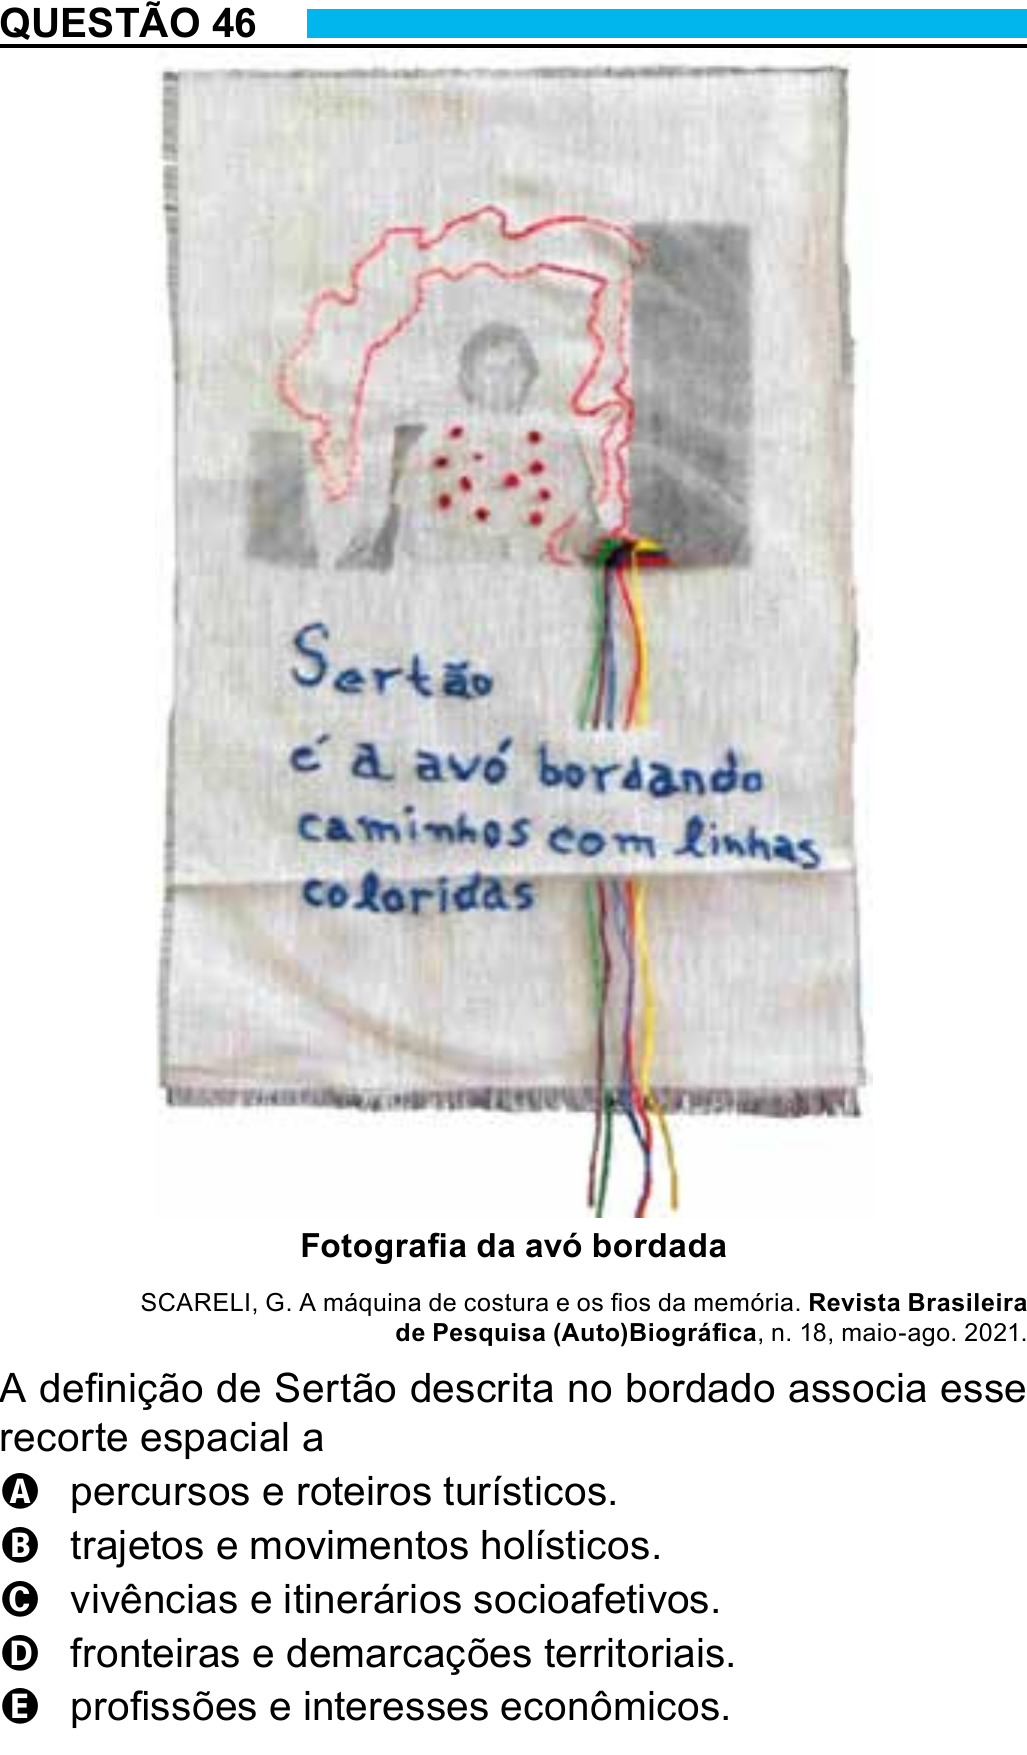 QUESTÃO 46
Sertão
é a avó bordando
caminhos com linhas
coloridas
Fotografia da avó bordada
SCARELI, G. A máquina de costura e os fios da memória. Revista Brasileira
de Pesquisa (Auto)Biográfica, n. 18, maio-ago. 2021.
A definição de Sertão descrita no bordado associa esse
recorte espacial a
A percursos e roteiros turísticos.
B trajetos e movimentos holísticos.
C vivências e itinerários socioafetivos.
D fronteiras e demarcações territoriais.
E profissões e interesses econômicos.